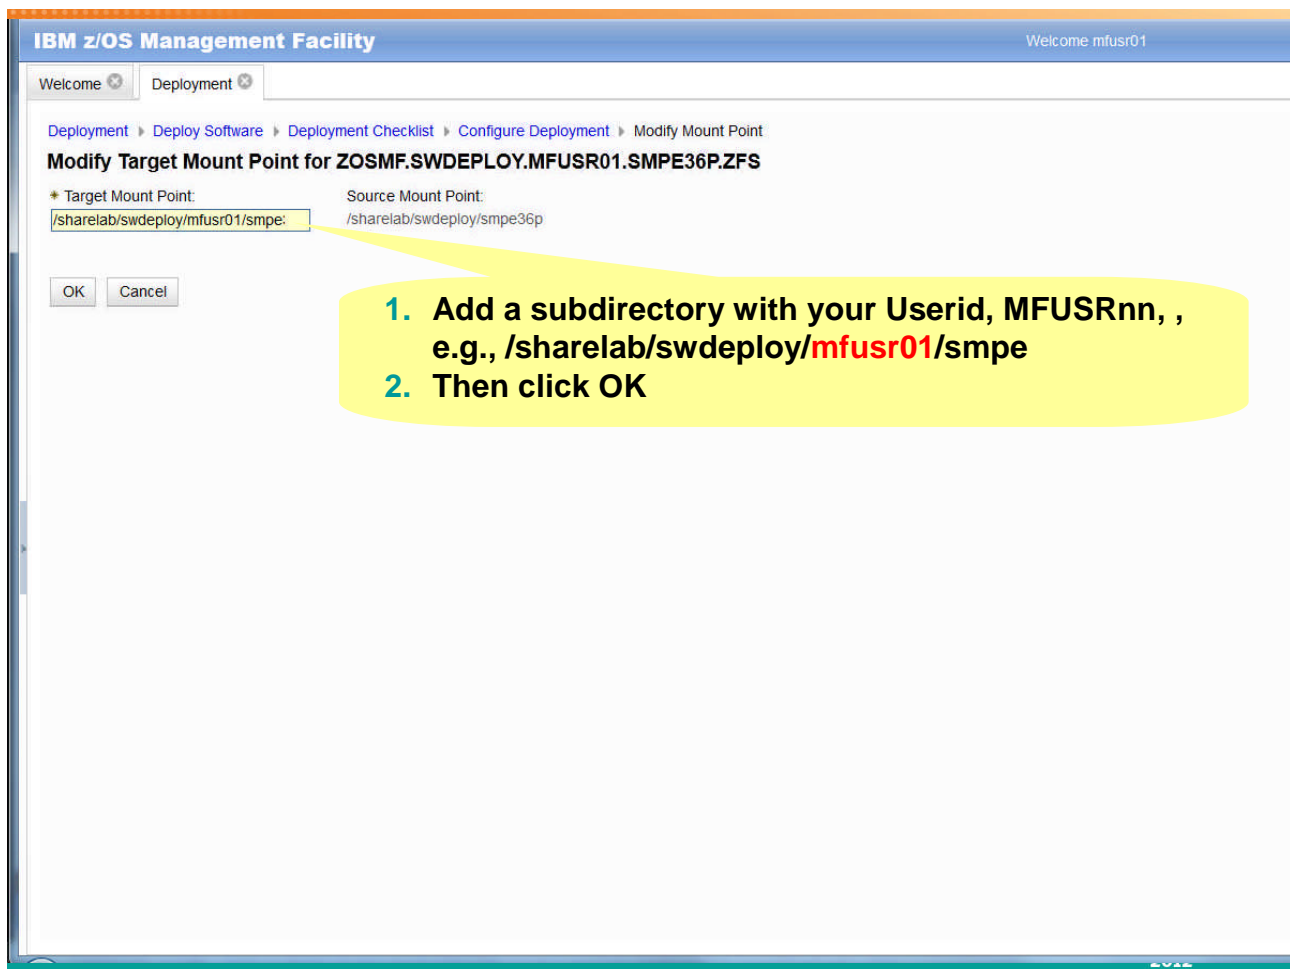 IBM z/OS Management Facility
Welcome mfusr01
Welcome
Deployment
Deployment Deploy Software Deployment Checklist Configure Deployment Modify Mount Point
Modify Target Mount Point for ZOSMF.SWDEPLOY.MFUSR01.SMPE36P.ZFS
* Target Mount Point:
Source Mount Point:
/sharelab/swdeploy/mfusr01/smpe
/sharelab/swdeploy/smpe36p
OK
Cancel
1. Add a subdirectory with your Userid, MFUSRnn, ,
e.g., /sharelab/swdeploy/mfusr01/smpe
2. Then click OK
2012